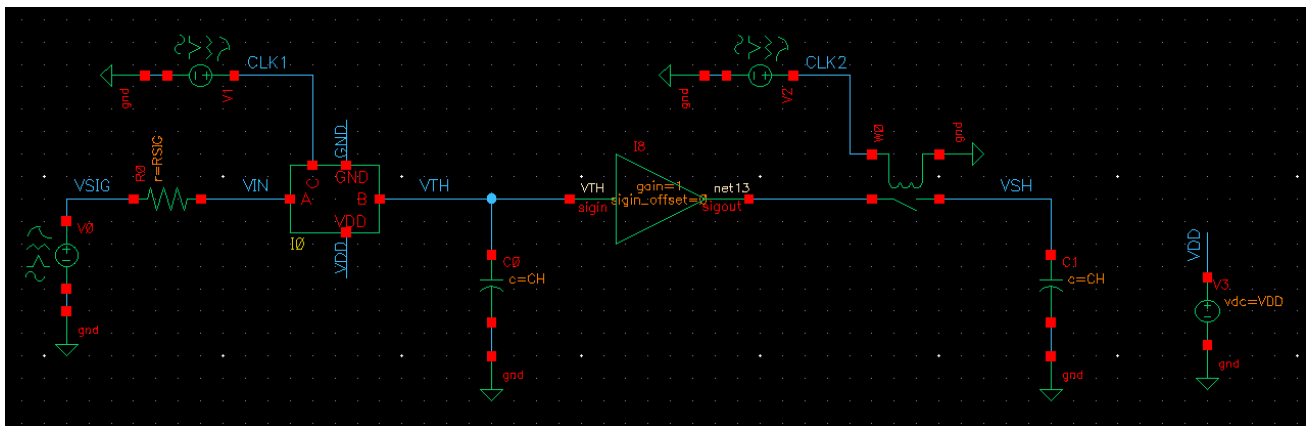 CLK1
gnd
V1
CLK2
gnd
V2
W0
gnd
VSIG
R0
r=RSIG
VIN
GND
C
GND
A
B
VDD
I0
VDD
VTH
VTH
sigin
I8
gain=1
sigin_offset=0
net13
sigout
VSH
V0
gnd
C0
c=CH
gnd
C1
c=CH
gnd
VDD
V3
vdc=VDD
gnd